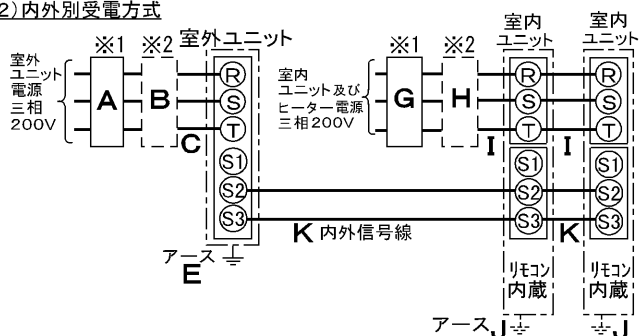 2)内外別受電方式
※1
※2
室外ユニット
室外
ユニット
電源
三相
200V
A
B
C
R
S
T
S1
S2
S3
アース
E
※1
※2
室内
ユニット及び
ヒーター電源
三相200V
G
H
I
I
室内
ユニット
R
S
T
S1
S2
S3
リモコン
内蔵
室内
ユニット
R
S
T
S1
S2
S3
リモコン
内蔵
K 内外信号線
K
アース J
J